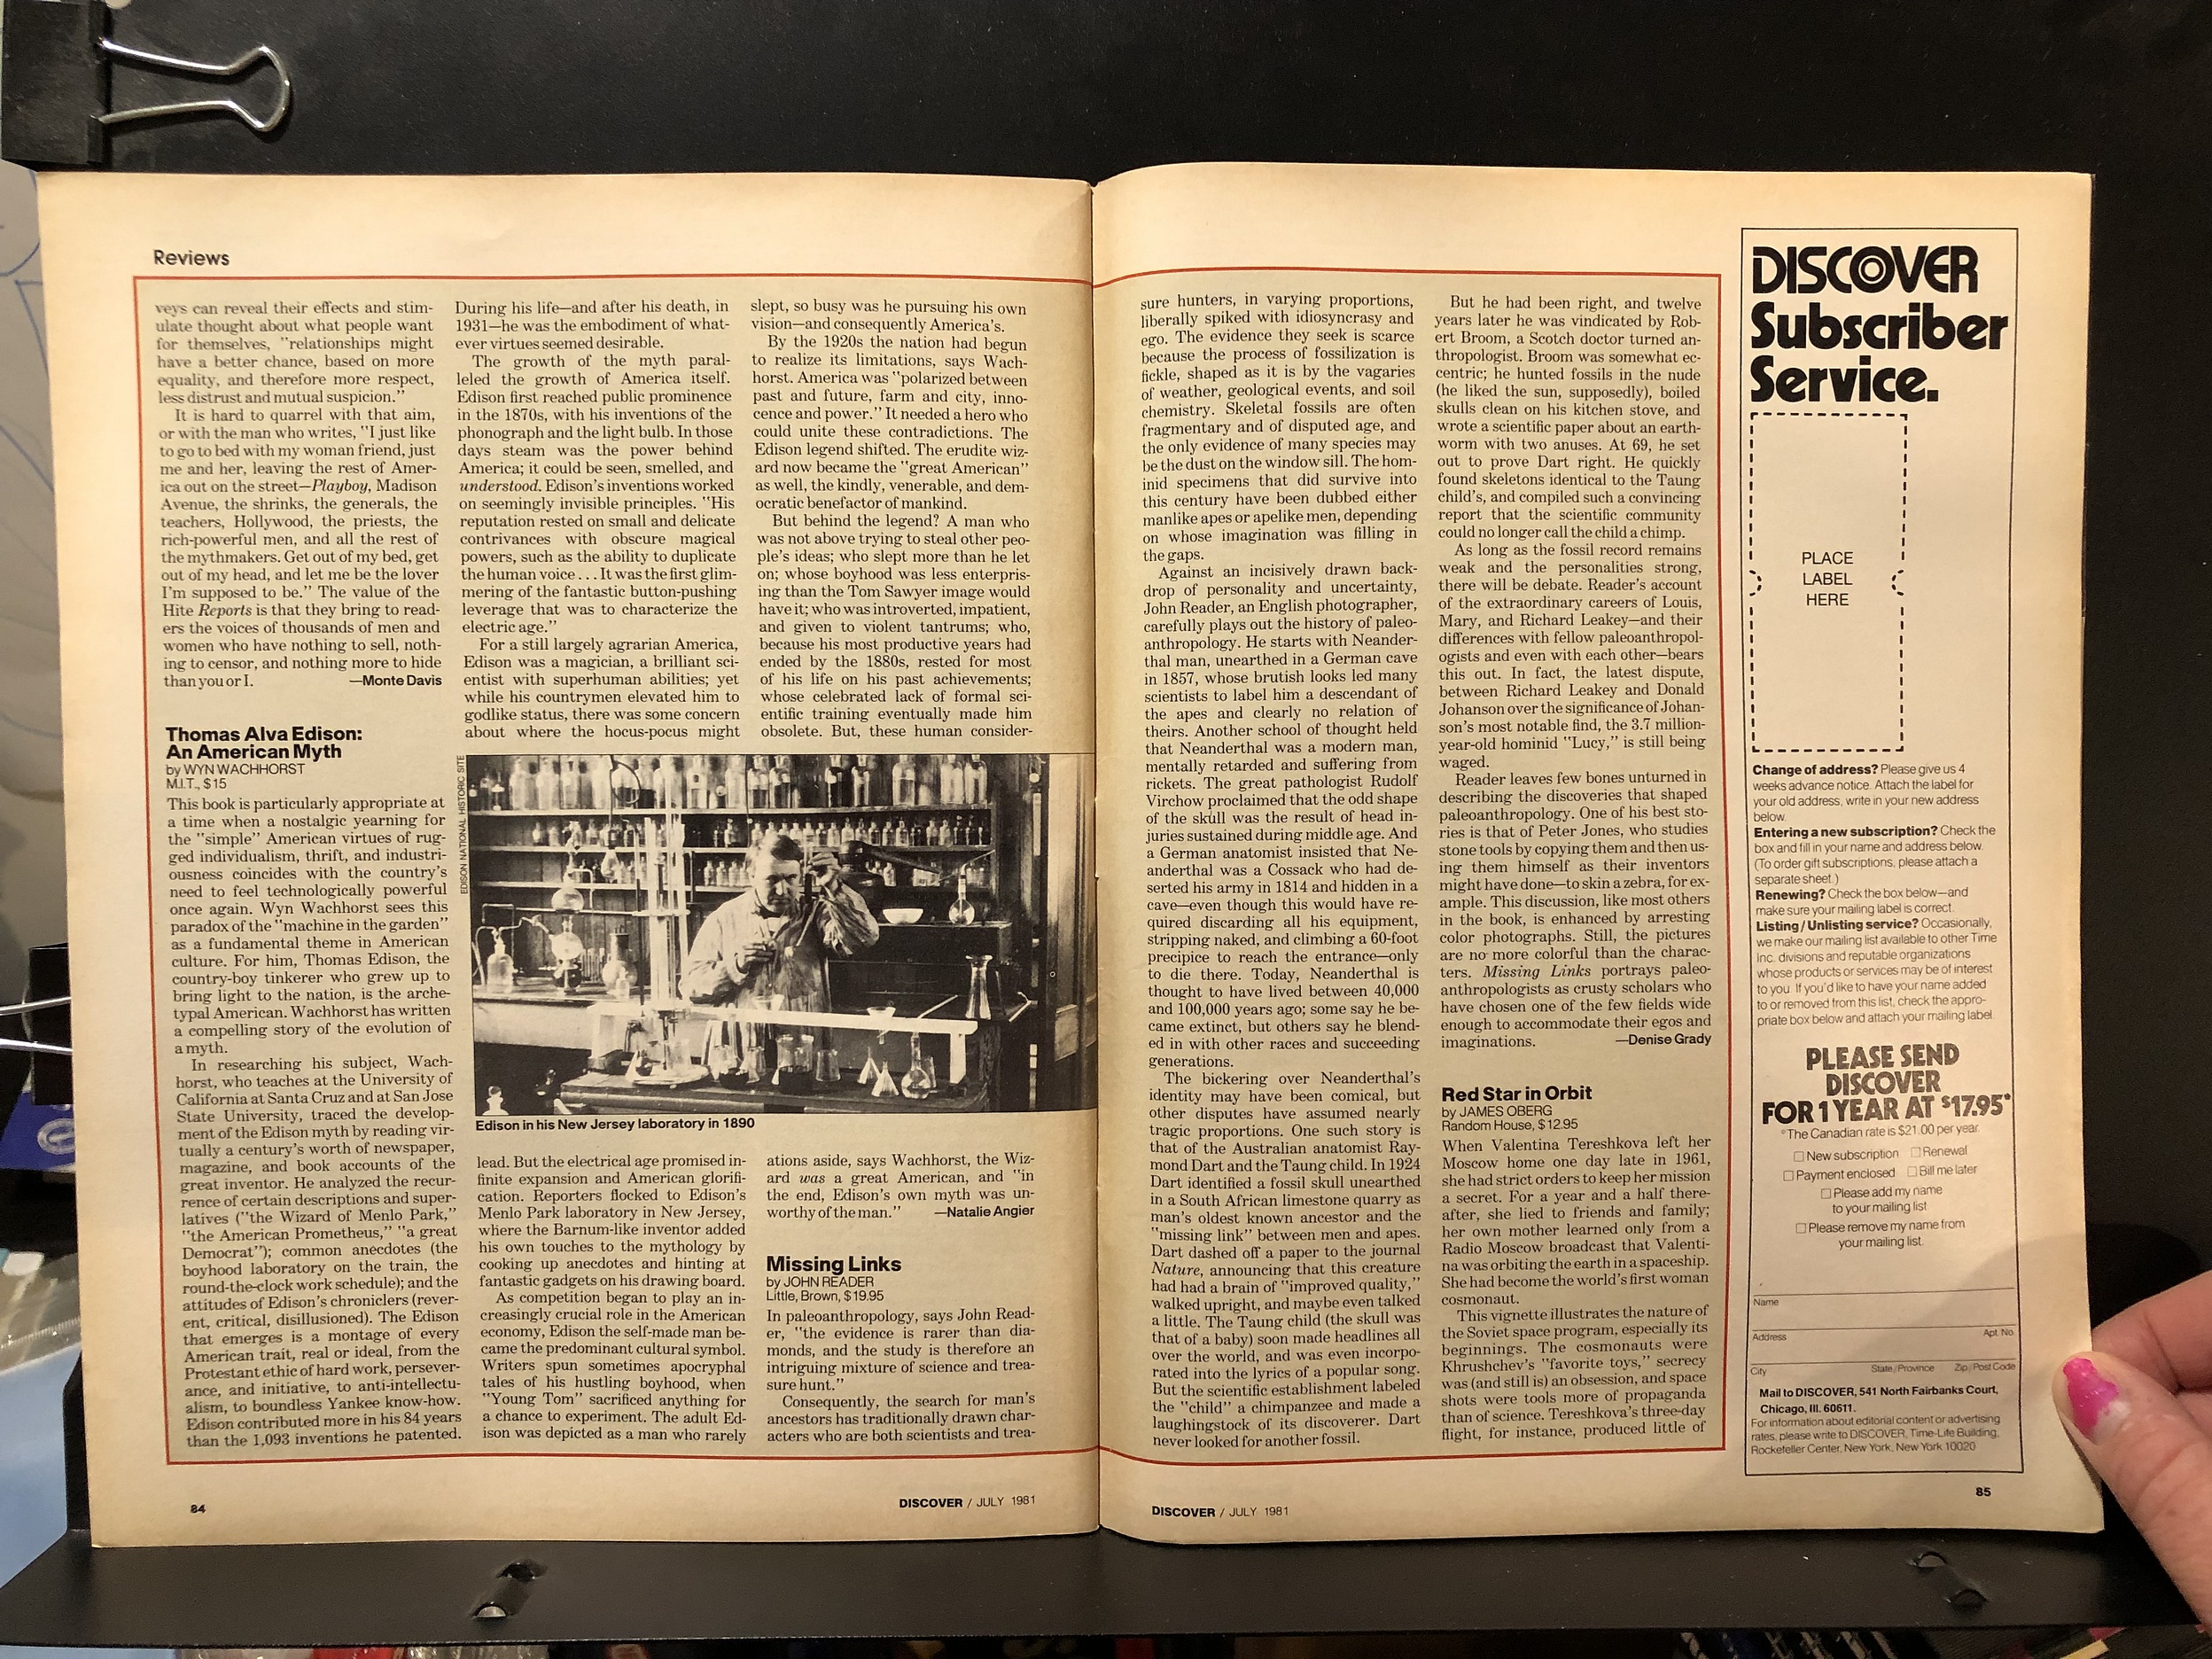 Reviews
veys can reveal their effects and stim-
ulate thought about what people want
for themselves, "relationships might
have a better chance, based on more
equality, and therefore more respect,
less distrust and mutual suspicion."
It is hard to quarrel with that aim,
or with the man who writes, "I just like
to go to bed with my woman friend, just
me and her, leaving the rest of Amer-
ica out on the street—Playboy, Madison
Avenue, the shrinks, the generals, the
teachers, Hollywood, the priests, the
rich-powerful men, and all the rest of
the mythmakers. Get out of my bed, get
out of my head, and let me be the lover
I'm supposed to be." The value of the
Hite Reports is that they bring to read-
ers the voices of thousands of men and
women who have nothing to sell, noth-
ing to censor, and nothing more to hide
than you or I. —Monte Davis
Thomas Alva Edison:
An American Myth
by WYN WACHHORST
M.I.T., $15
This book is particularly appropriate at
a time when a nostalgic yearning for
the "simple" American virtues of rug-
ged individualism, thrift, and industri-
ousness coincides with the country's
need to feel technologically powerful
once again. Wyn Wachhorst sees this
paradox of the "machine in the garden"
as a fundamental theme in American
culture. For him, Thomas Edison, the
country-boy tinkerer who grew up to
bring light to the nation, is the arche-
typal American. Wachhorst has written
a compelling story of the evolution of
a myth.
In researching his subject, Wach-
horst, who teaches at the University of
California at Santa Cruz and at San Jose
State University, traced the develop-
ment of the Edison myth by reading vir-
tually a century's worth of newspaper,
magazine, and book accounts of the
great inventor. He analyzed the recur-
rence of certain descriptions and super-
latives ("the Wizard of Menlo Park,"
"the American Prometheus," "a great
Democrat"); common anecdotes (the
boyhood laboratory on the train, the
round-the-clock work schedule); and the
attitudes of Edison's chroniclers (rever-
ent, critical, disillusioned). The Edison
that emerges is a montage of every
American trait, real or ideal, from the
Protestant ethic of hard work, persever-
ance, and initiative, to anti-intellectu-
alism, to boundless Yankee know-how.
Edison contributed more in his 84 years
than the 1,093 inventions he patented.
During his life—and after his death, in
1931—he was the embodiment of what-
ever virtues seemed desirable.
The growth of the myth paral-
leled the growth of America itself.
Edison first reached public prominence
in the 1870s, with his inventions of the
phonograph and the light bulb. In those
days steam was the power behind
America; it could be seen, smelled, and
understood. Edison's inventions worked
on seemingly invisible principles. "His
reputation rested on small and delicate
contrivances with obscure magical
powers, such as the ability to duplicate
the human voice . . . It was the first glim-
mering of the fantastic button-pushing
leverage that was to characterize the
electric age."
For a still largely agrarian America,
Edison was a magician, a brilliant sci-
entist with superhuman abilities; yet
while his countrymen elevated him to
godlike status, there was some concern
about where the hocus-pocus might
EDISON NATIONAL HISTORIC SITE
Edison in his New Jersey laboratory in 1890
lead. But the electrical age promised in-
finite expansion and American glorifi-
cation. Reporters flocked to Edison's
Menlo Park laboratory in New Jersey,
where the Barnum-like inventor added
his own touches to the mythology by
cooking up anecdotes and hinting at
fantastic gadgets on his drawing board.
As competition began to play an in-
creasingly crucial role in the American
economy, Edison the self-made man be-
came the predominant cultural symbol.
Writers spun sometimes apocryphal
tales of his hustling boyhood, when
"Young Tom" sacrificed anything for
a chance to experiment. The adult Ed-
ison was depicted as a man who rarely
slept, so busy was he pursuing his own
vision—and consequently America's.
By the 1920s the nation had begun
to realize its limitations, says Wach-
horst. America was "polarized between
past and future, farm and city, inno-
cence and power." It needed a hero who
could unite these contradictions. The
Edison legend shifted. The erudite wiz-
ard now became the "great American"
as well, the kindly, venerable, and dem-
ocratic benefactor of mankind.
But behind the legend? A man who
was not above trying to steal other peo-
ple's ideas; who slept more than he let
on; whose boyhood was less enterpris-
ing than the Tom Sawyer image would
have it; who was introverted, impatient,
and given to violent tantrums; who,
because his most productive years had
ended by the 1880s, rested for most
of his life on his past achievements;
whose celebrated lack of formal sci-
entific training eventually made him
obsolete. But, these human consider-
ations aside, says Wachhorst, the Wiz-
ard was a great American, and "in
the end, Edison's own myth was un-
worthy of the man." —Natalie Angier
Missing Links
by JOHN READER
Little, Brown, $19.95
In paleoanthropology, says John Read-
er, "the evidence is rarer than dia-
monds, and the study is therefore an
intriguing mixture of science and trea-
sure hunt."
Consequently, the search for man's
ancestors has traditionally drawn char-
acters who are both scientists and trea-
84
DISCOVER / JULY 1981
sure hunters, in varying proportions,
liberally spiked with idiosyncrasy and
ego. The evidence they seek is scarce
because the process of fossilization is
fickle, shaped as it is by the vagaries
of weather, geological events, and soil
chemistry. Skeletal fossils are often
fragmentary and of disputed age, and
the only evidence of many species may
be the dust on the window sill. The hom-
inid specimens that did survive into
this century have been dubbed either
manlike apes or apelike men, depending
on whose imagination was filling in
the gaps.
Against an incisively drawn back-
drop of personality and uncertainty,
John Reader, an English photographer,
carefully plays out the history of paleo-
anthropology. He starts with Neander-
thal man, unearthed in a German cave
in 1857, whose brutish looks led many
scientists to label him a descendant of
the apes and clearly no relation of
theirs. Another school of thought held
that Neanderthal was a modern man,
mentally retarded and suffering from
rickets. The great pathologist Rudolf
Virchow proclaimed that the odd shape
of the skull was the result of head in-
juries sustained during middle age. And
a German anatomist insisted that Ne-
anderthal was a Cossack who had de-
serted his army in 1814 and hidden in a
cave—even though this would have re-
quired discarding all his equipment,
stripping naked, and climbing a 60-foot
precipice to reach the entrance—only
to die there. Today, Neanderthal is
thought to have lived between 40,000
and 100,000 years ago; some say he be-
came extinct, but others say he blend-
ed in with other races and succeeding
generations.
The bickering over Neanderthal's
identity may have been comical, but
other disputes have assumed nearly
tragic proportions. One such story is
that of the Australian anatomist Ray-
mond Dart and the Taung child. In 1924
Dart identified a fossil skull unearthed
in a South African limestone quarry as
man's oldest known ancestor and the
"missing link" between men and apes.
Dart dashed off a paper to the journal
Nature, announcing that this creature
had had a brain of "improved quality,"
walked upright, and maybe even talked
a little. The Taung child (the skull was
that of a baby) soon made headlines all
over the world, and was even incorpo-
rated into the lyrics of a popular song.
But the scientific establishment labeled
the "child" a chimpanzee and made a
laughingstock of its discoverer. Dart
never looked for another fossil.
But he had been right, and twelve
years later he was vindicated by Rob-
ert Broom, a Scotch doctor turned an-
thropologist. Broom was somewhat ec-
centric; he hunted fossils in the nude
(he liked the sun, supposedly), boiled
skulls clean on his kitchen stove, and
wrote a scientific paper about an earth-
worm with two anuses. At 69, he set
out to prove Dart right. He quickly
found skeletons identical to the Taung
child's, and compiled such a convincing
report that the scientific community
could no longer call the child a chimp.
As long as the fossil record remains
weak and the personalities strong,
there will be debate. Reader's account
of the extraordinary careers of Louis,
Mary, and Richard Leakey—and their
differences with fellow paleoanthropol-
ogists and even with each other—bears
this out. In fact, the latest dispute,
between Richard Leakey and Donald
Johanson over the significance of Johan-
son's most notable find, the 3.7 million-
year-old hominid "Lucy," is still being
waged.
Reader leaves few bones unturned in
describing the discoveries that shaped
paleoanthropology. One of his best sto-
ries is that of Peter Jones, who studies
stone tools by copying them and then us-
ing them himself as their inventors
might have done—to skin a zebra, for ex-
ample. This discussion, like most others
in the book, is enhanced by arresting
color photographs. Still, the pictures
are no more colorful than the charac-
ters. Missing Links portrays paleo-
anthropologists as crusty scholars who
have chosen one of the few fields wide
enough to accommodate their egos and
imaginations. —Denise Grady
Red Star in Orbit
by JAMES OBERG
Random House, $12.95
When Valentina Tereshkova left her
Moscow home one day late in 1961,
she had strict orders to keep her mission
a secret. For a year and a half there-
after, she lied to friends and family;
her own mother learned only from a
Radio Moscow broadcast that Valenti-
na was orbiting the earth in a spaceship.
She had become the world's first woman
cosmonaut.
This vignette illustrates the nature of
the Soviet space program, especially its
beginnings. The cosmonauts were
Khrushchev's "favorite toys," secrecy
was (and still is) an obsession, and space
shots were tools more of propaganda
than of science. Tereshkova's three-day
flight, for instance, produced little of
DISCOVER
Subscriber
Service.
PLACE
LABEL
HERE
Change of address? Please give us 4
weeks advance notice. Attach the label for
your old address, write in your new address
below.
Entering a new subscription? Check the
box and fill in your name and address below.
(To order gift subscriptions, please attach a
separate sheet.)
Renewing? Check the box below—and
make sure your mailing label is correct.
Listing/Unlisting service? Occasionally,
we make our mailing list available to other Time
Inc. divisions and reputable organizations
whose products or services may be of interest
to you. If you'd like to have your name added
to or removed from this list, check the appro-
priate box below and attach your mailing label.
PLEASE SEND
DISCOVER
FOR 1 YEAR AT $17.95*
*The Canadian rate is $21.00 per year.
New subscription Renewal
Payment enclosed Bill me later
Please add my name
to your mailing list
Please remove my name from
your mailing list.
Name
Address Apt. No.
City State/Province Zip/Post Code
Mail to DISCOVER, 541 North Fairbanks Court,
Chicago, Ill. 60611.
For information about editorial content or advertising
rates, please write to DISCOVER, Time-Life Building,
Rockefeller Center, New York, New York 10020
DISCOVER / JULY 1981
85